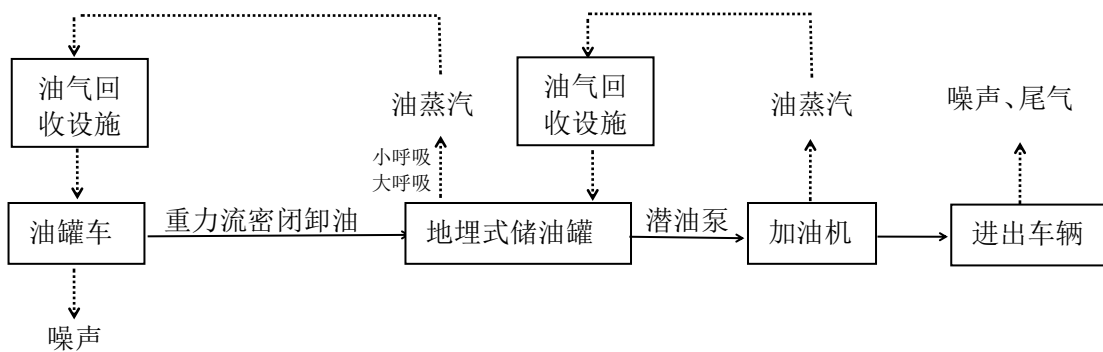 油气回
收设施
油蒸汽
小呼吸
大呼吸
油气回
收设施
油蒸汽
噪声、尾气
油罐车
重力流密闭卸油
地埋式储油罐
潜油泵
加油机
进出车辆
噪声